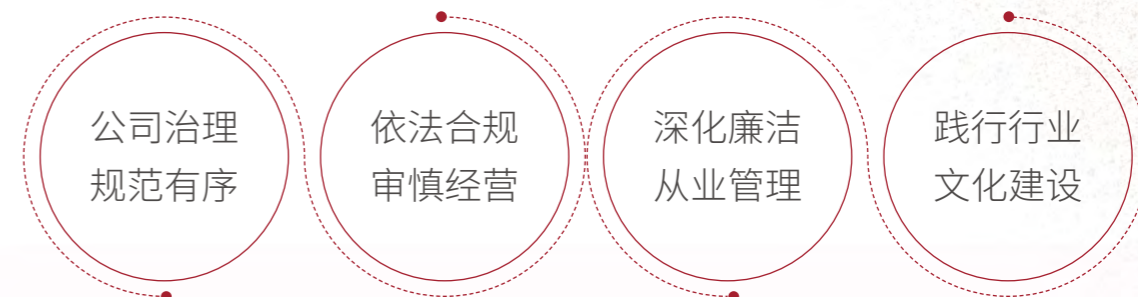 公司治理
规范有序
依法合规
审慎经营
深化廉洁
从业管理
践行行业
文化建设